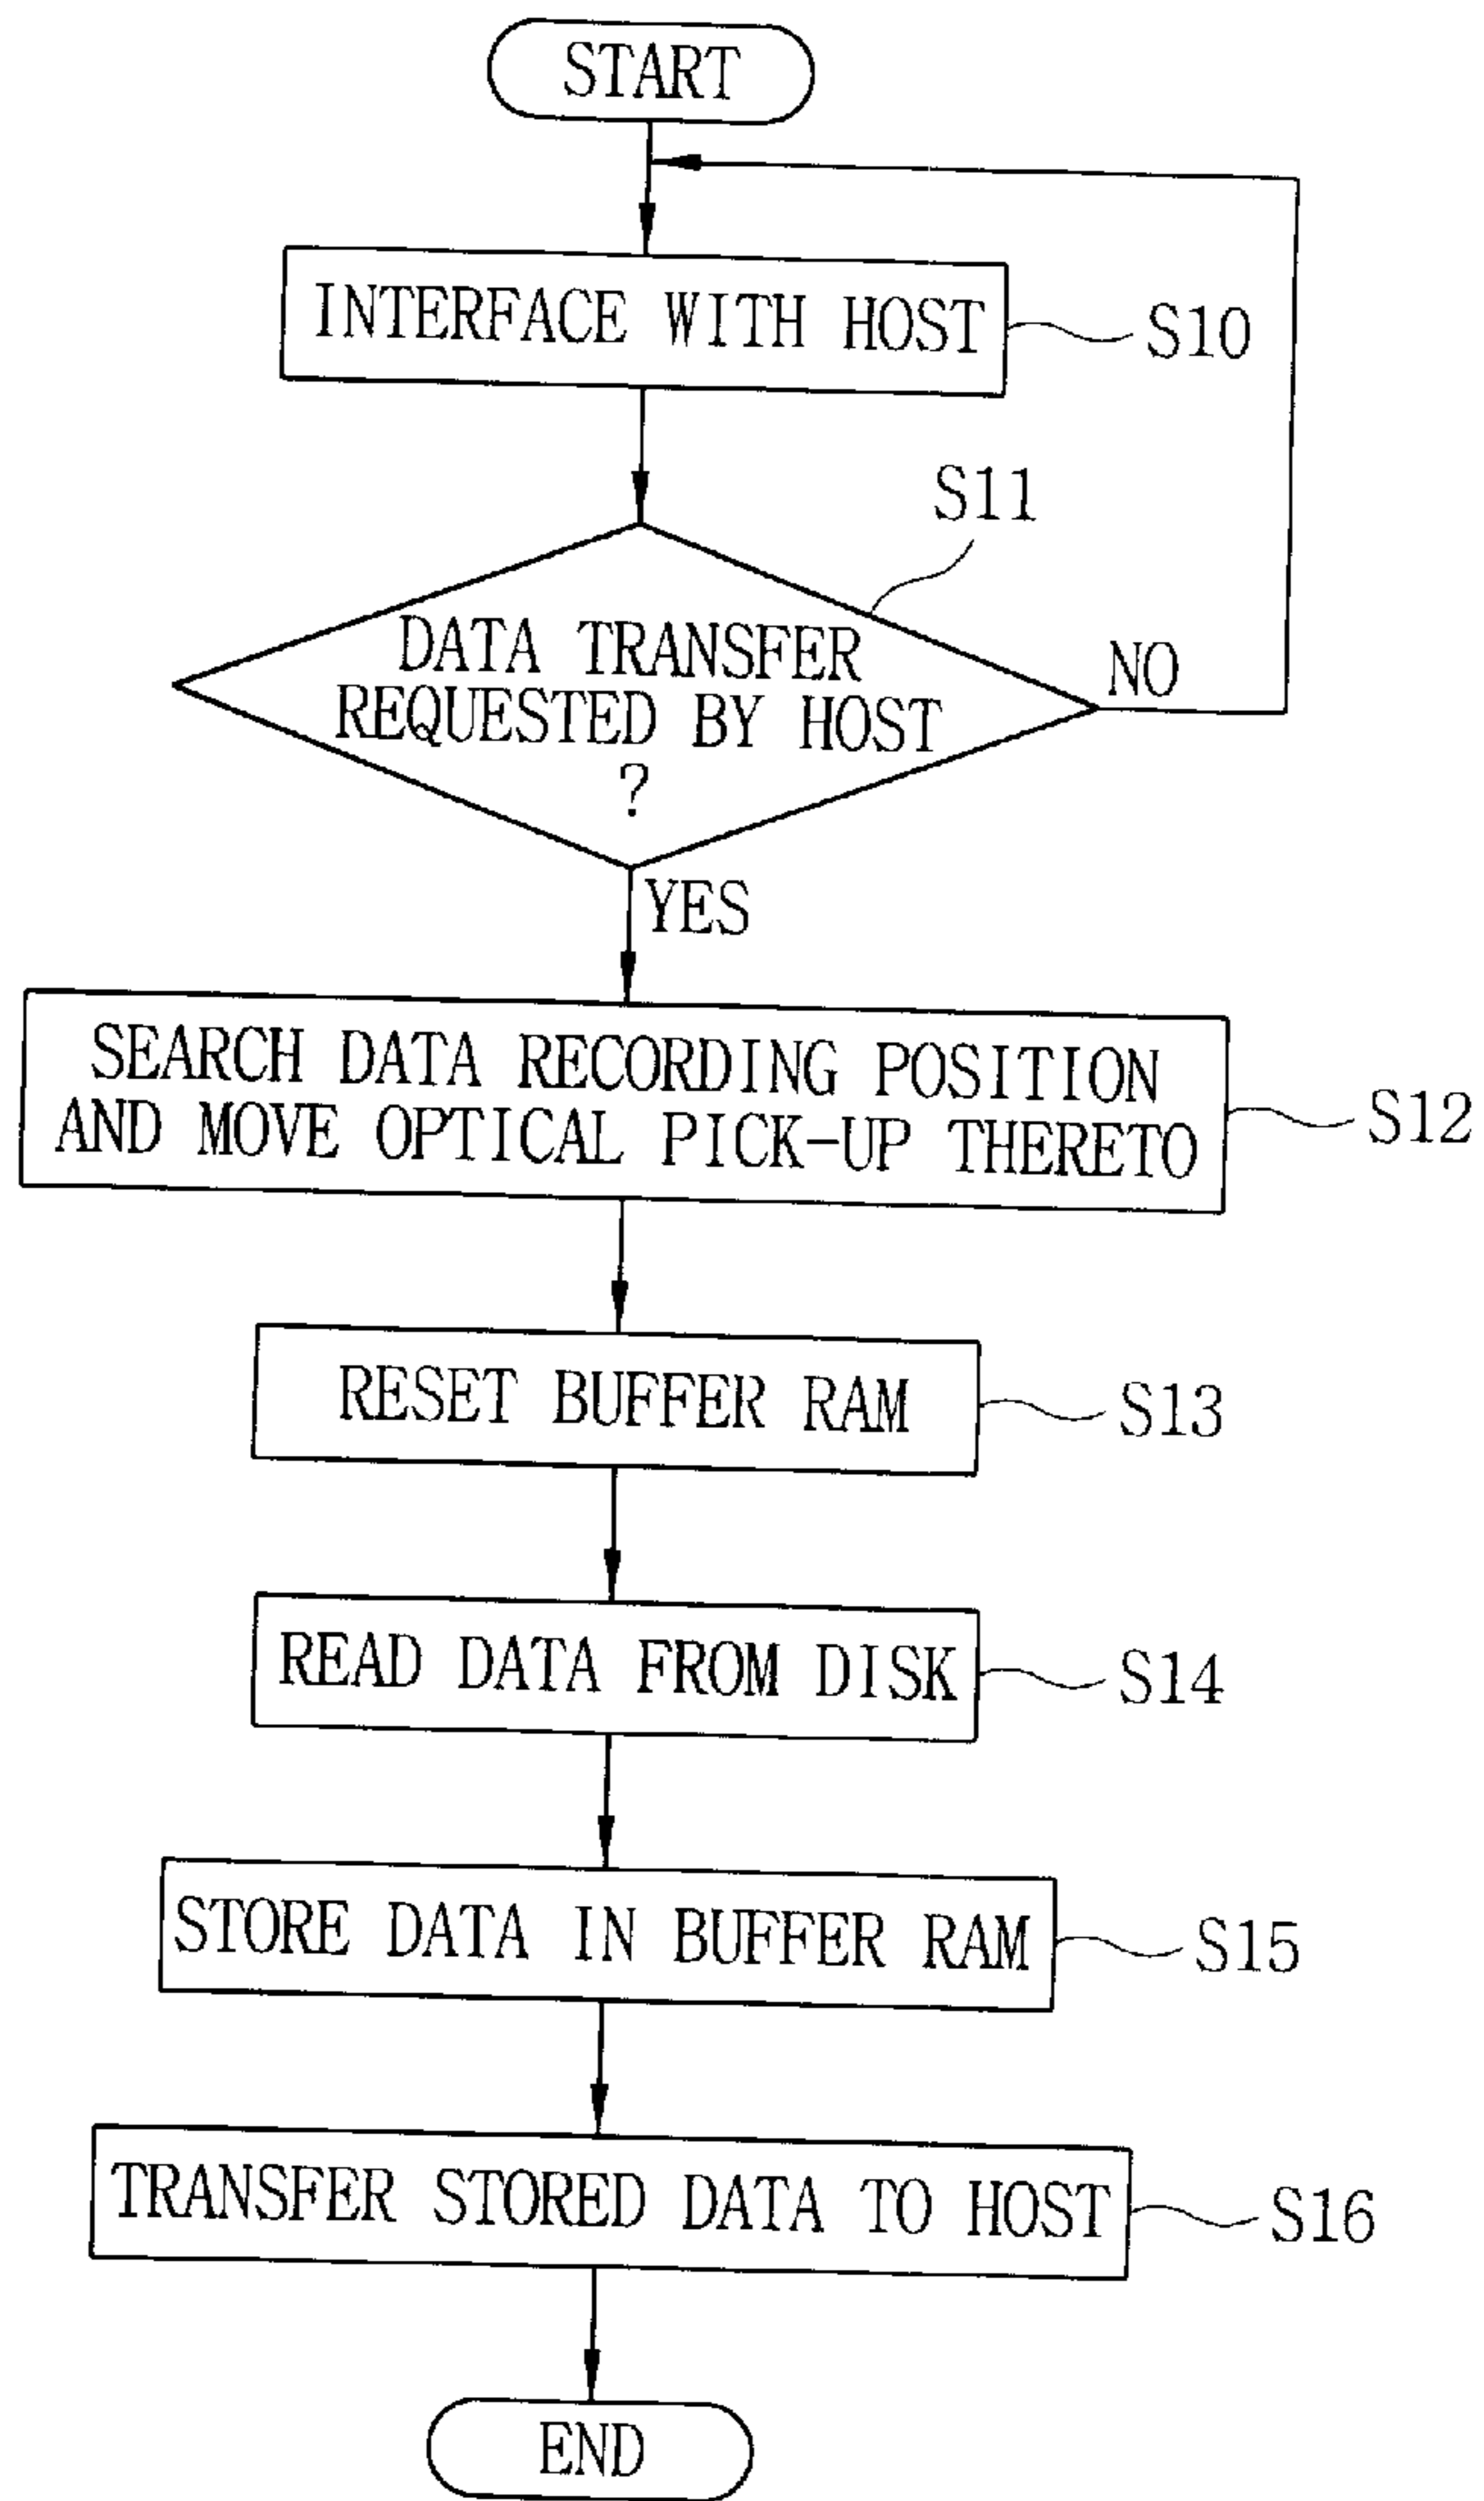 START
INTERFACE WITH HOST
S10
S11
DATA TRANSFER
REQUESTED BY HOST
?
NO
YES
SEARCH DATA RECORDING POSITION
AND MOVE OPTICAL PICK-UP THERETO
S12
RESET BUFFER RAM
S13
READ DATA FROM DISK
S14
STORE DATA IN BUFFER RAM
S15
TRANSFER STORED DATA TO HOST
S16
END